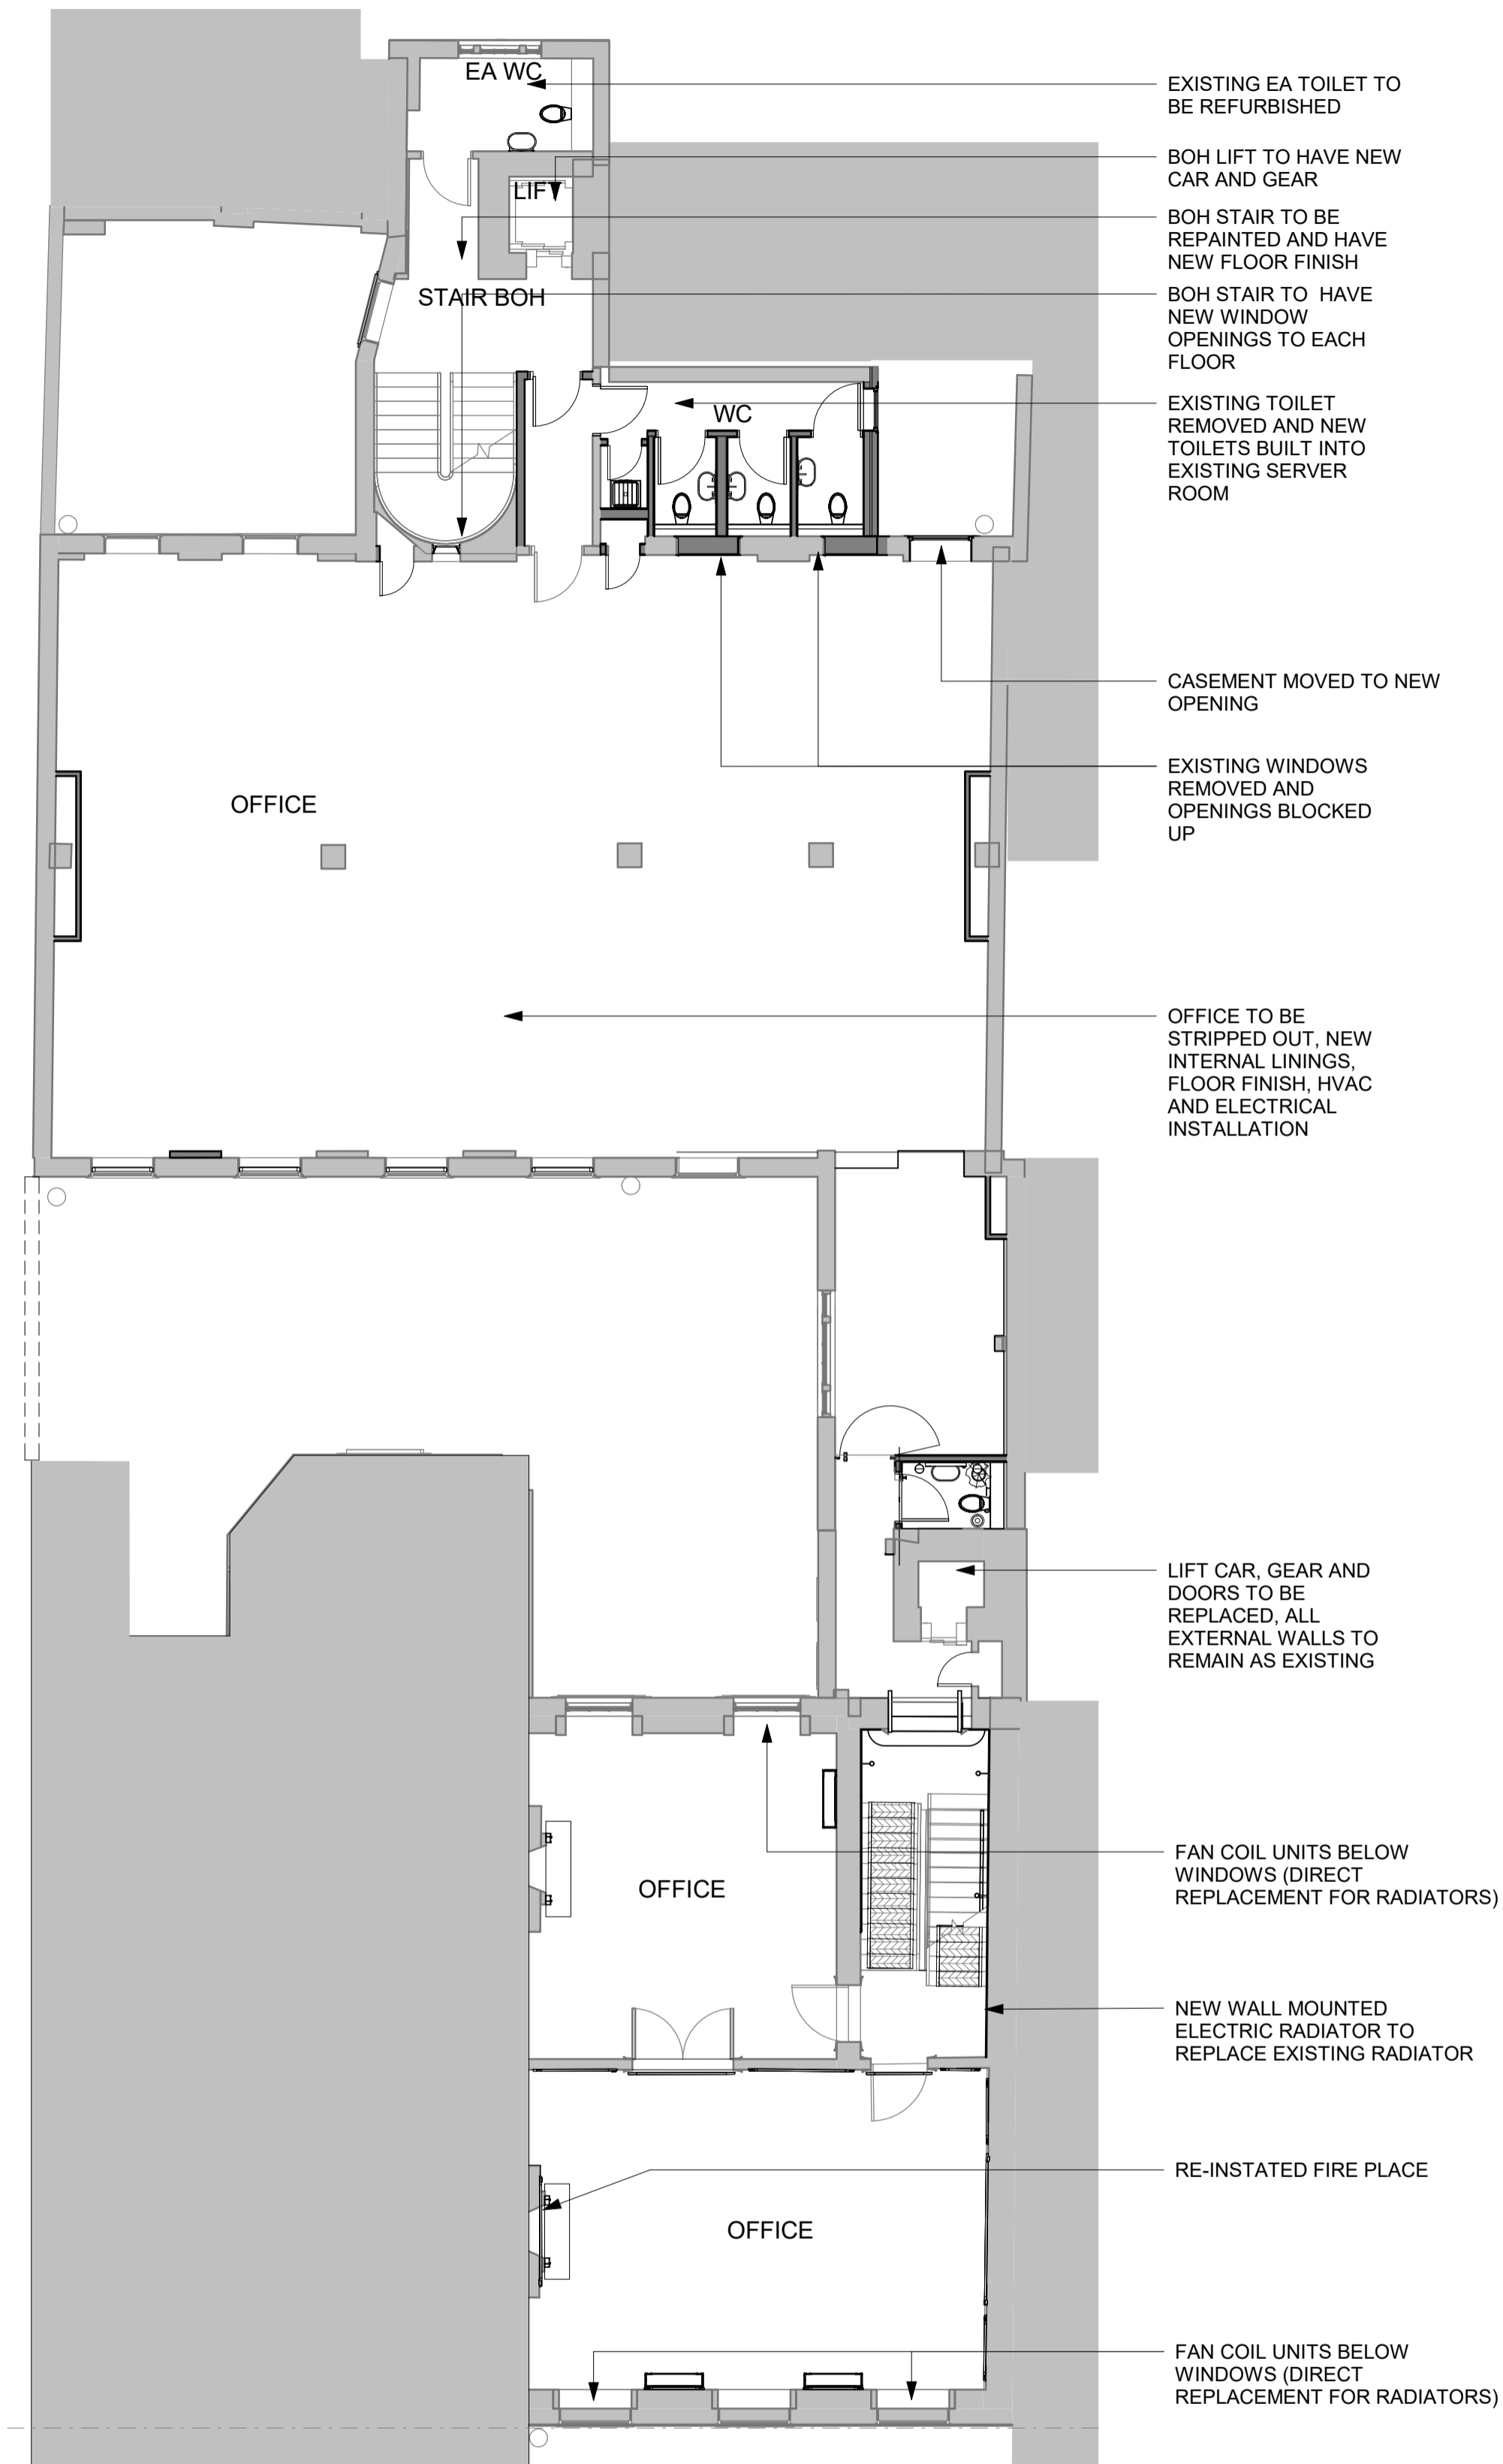 EA WC
EXISTING EA TOILET TO
BE REFURBISHED
BOH LIFT TO HAVE NEW
CAR AND GEAR
LIFT
BOH STAIR TO BE
REPAINTED AND HAVE
NEW FLOOR FINISH
STAIR BOH
BOH STAIR TO HAVE
NEW WINDOW
OPENINGS TO EACH
FLOOR
WC
EXISTING TOILET
REMOVED AND NEW
TOILETS BUILT INTO
EXISTING SERVER
ROOM
CASEMENT MOVED TO NEW
OPENING
EXISTING WINDOWS
REMOVED AND
OPENINGS BLOCKED
UP
OFFICE
OFFICE TO BE
STRIPPED OUT, NEW
INTERNAL LININGS,
FLOOR FINISH, HVAC
AND ELECTRICAL
INSTALLATION
LIFT CAR, GEAR AND
DOORS TO BE
REPLACED, ALL
EXTERNAL WALLS TO
REMAIN AS EXISTING
FAN COIL UNITS BELOW
WINDOWS (DIRECT
REPLACEMENT FOR RADIATORS)
OFFICE
NEW WALL MOUNTED
ELECTRIC RADIATOR TO
REPLACE EXISTING RADIATOR
RE-INSTATED FIRE PLACE
OFFICE
FAN COIL UNITS BELOW
WINDOWS (DIRECT
REPLACEMENT FOR RADIATORS)